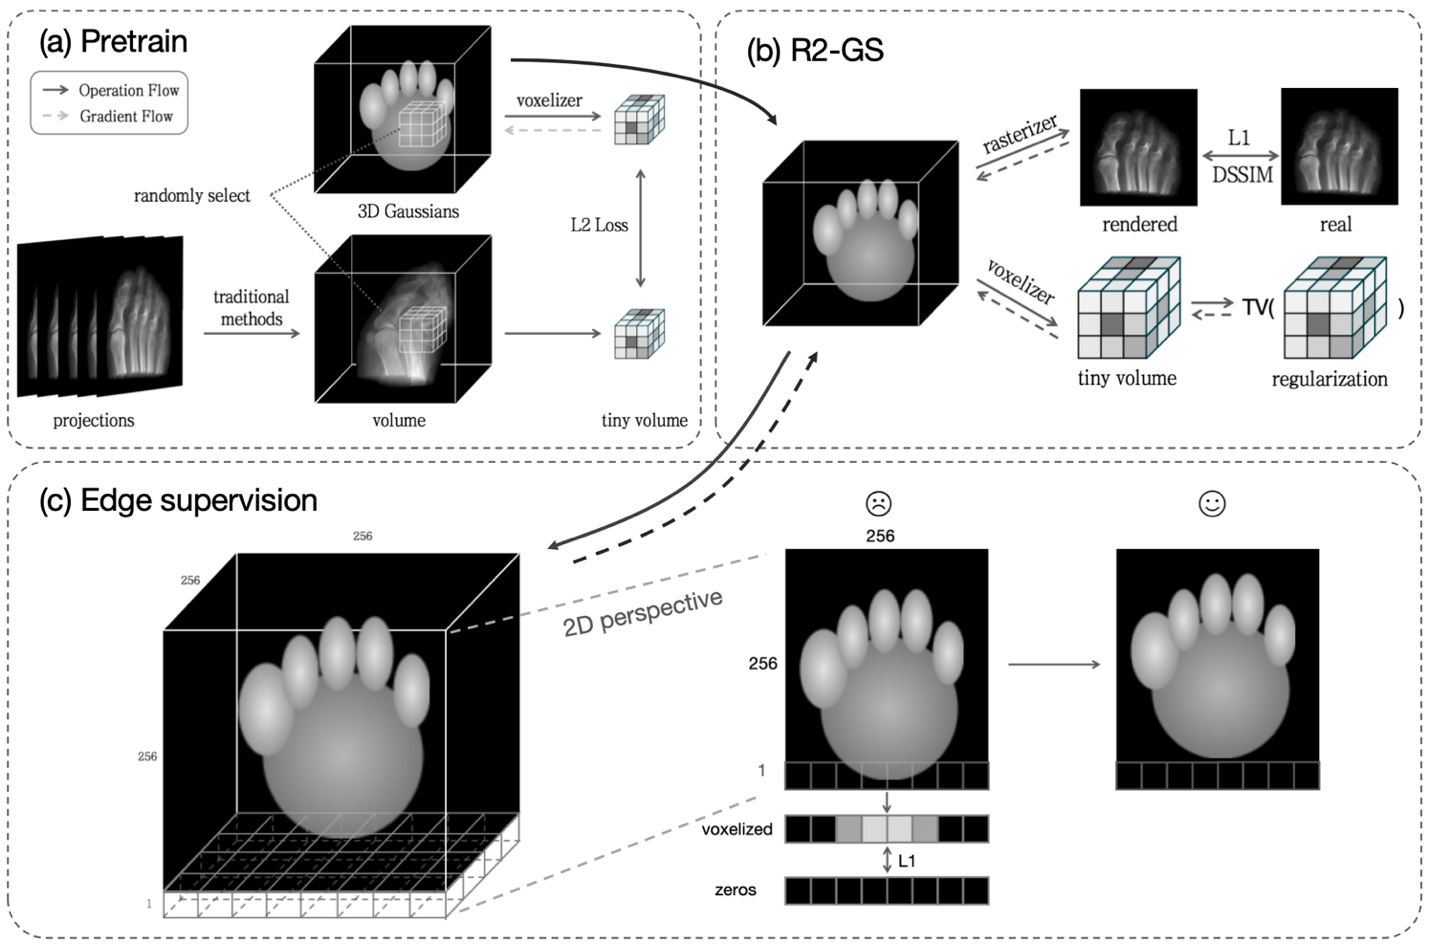 (a) Pretrain
Operation Flow
Gradient Flow
voxelizer
randomly select
3D Gaussians
L2 Loss
traditional
methods
projections
volume
tiny volume
(b) R2-GS
rasterizer
L1
DSSIM
rendered
real
voxelizer
TV(
)
tiny volume
regularization
(c) Edge supervision
256
256
256
1
2D perspective
256
256
1
voxelized
L1
zeros